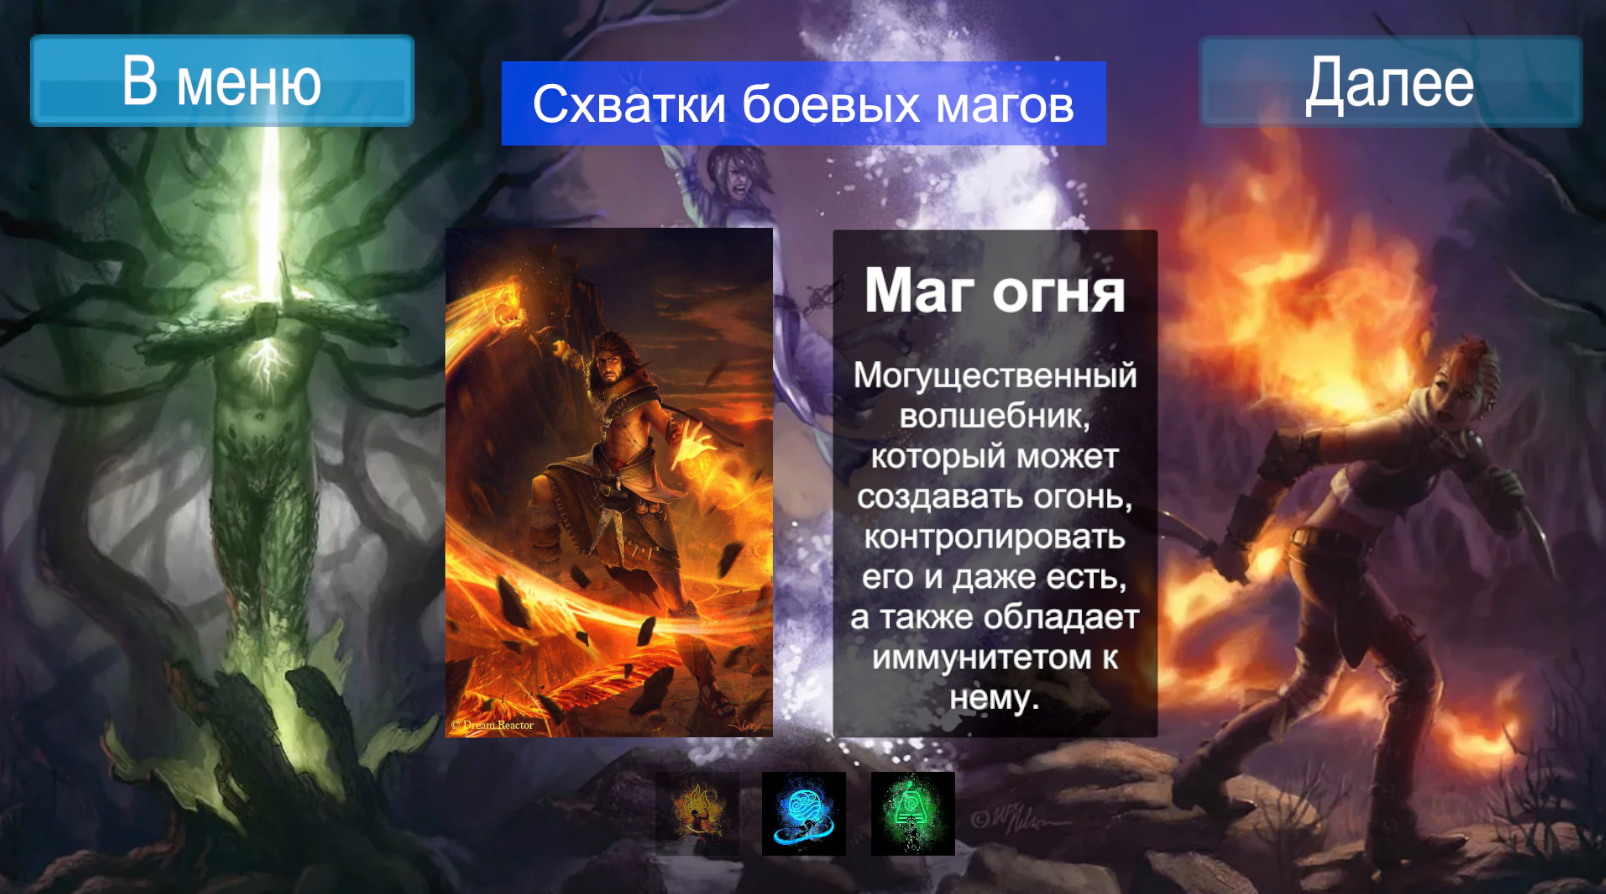 В меню
Схватки боевых магов
Далее
Маг огня
Могущественный
волшебник,
который может
создавать огонь,
контролировать
его и даже есть,
а также обладает
иммунитетом к
нему.
© Dream Reactor